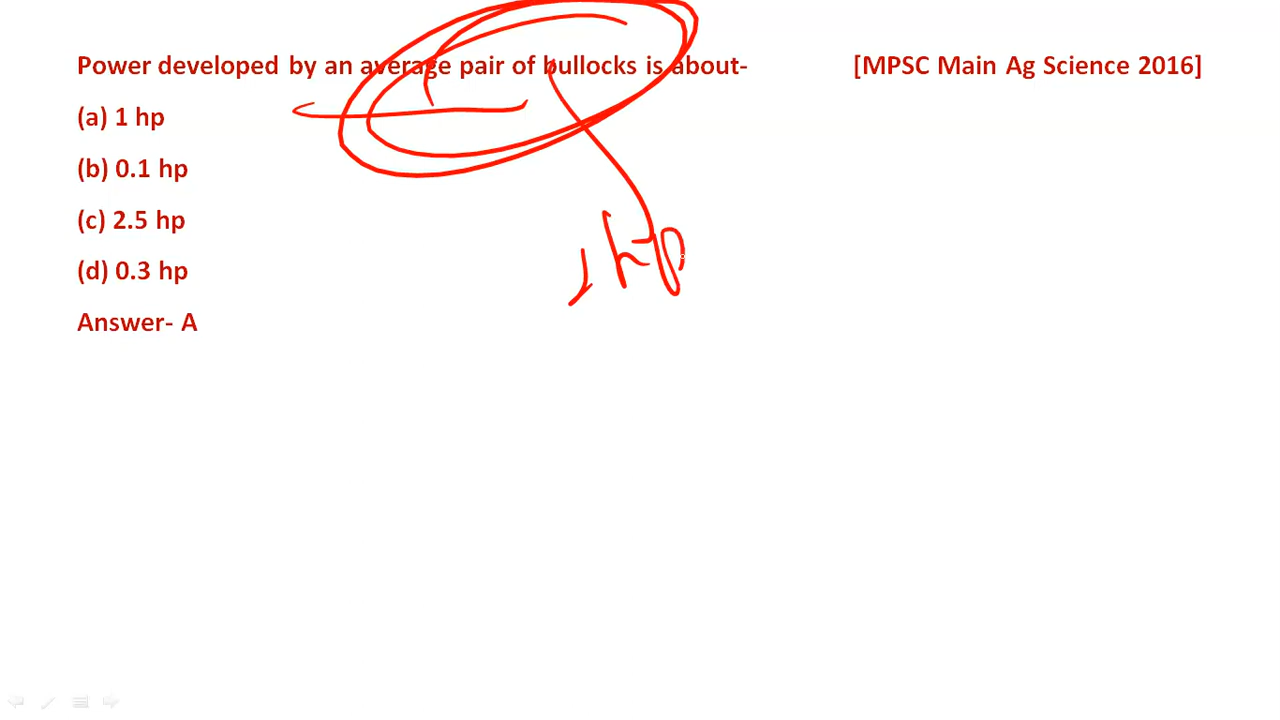 Power developed by an average pair of bullocks is about- [MPSC Main Ag Science 2016]
(a) 1 hp
(b) 0.1 hp
(c) 2.5 hp
(d) 0.3 hp
Answer- A
1 hp